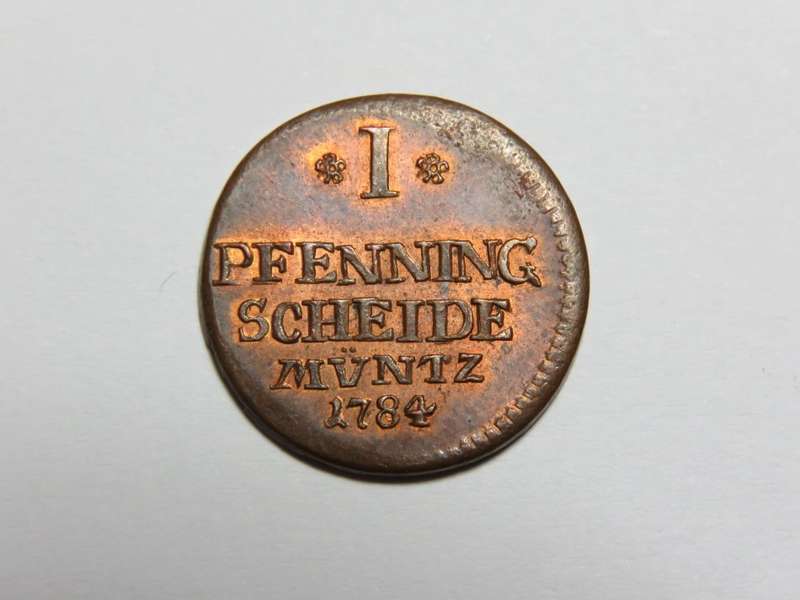 I
PFENNING
SCHEIDE
MÜNTZ
1784